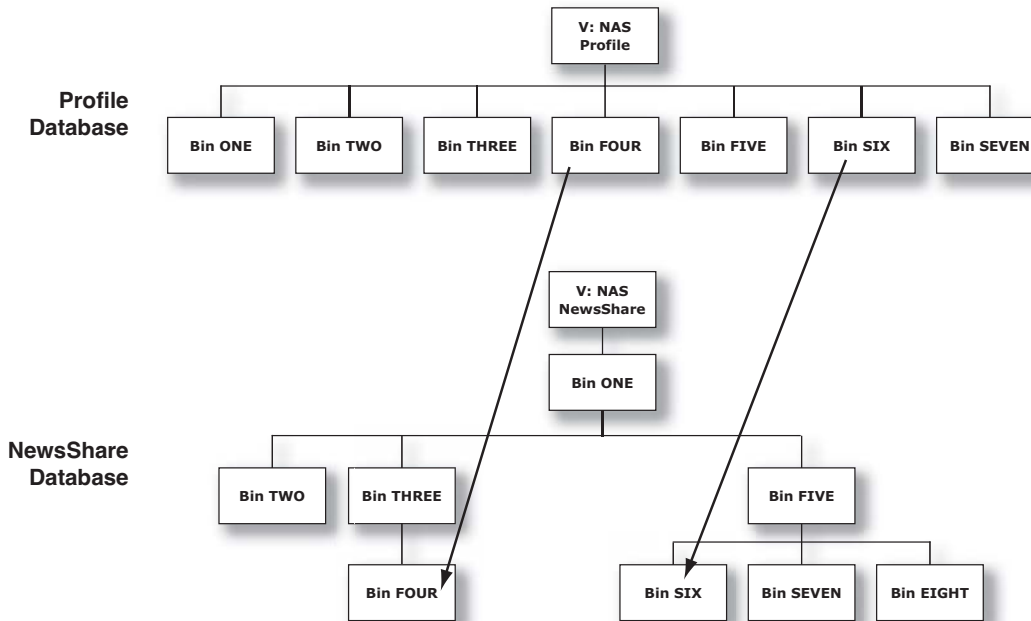 V: NAS
Profile
Profile
Database
Bin ONE
Bin TWO
Bin THREE
Bin FOUR
Bin FIVE
Bin SIX
Bin SEVEN
V: NAS
NewsShare
Bin ONE
NewsShare
Database
Bin TWO
Bin THREE
Bin FIVE
Bin FOUR
Bin SIX
Bin SEVEN
Bin EIGHT